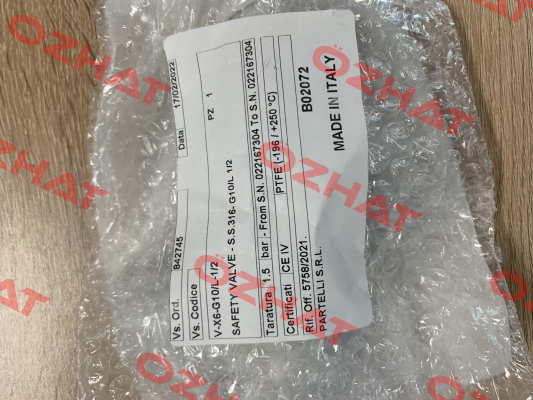 Vs. Ord. 842745 Data: 17/02/2022
Vs. Codice
V-X6-G10/L-1/2 PZ 1
SAFETY VALVE - S.S.316- G10/L 1/2
Taratura 1.5 bar - From S.N. 022167304 To S.N. 022167304
Certificati CE IV PTFE (-196 / +250 °C)
Rif. Off. 5758/2021. B02072
PARTELLI S.R.L. MADE IN ITALY
OZHAT
OZHAT
OZHAT
OZHAT
OZHAT
OZHAT
OZHAT